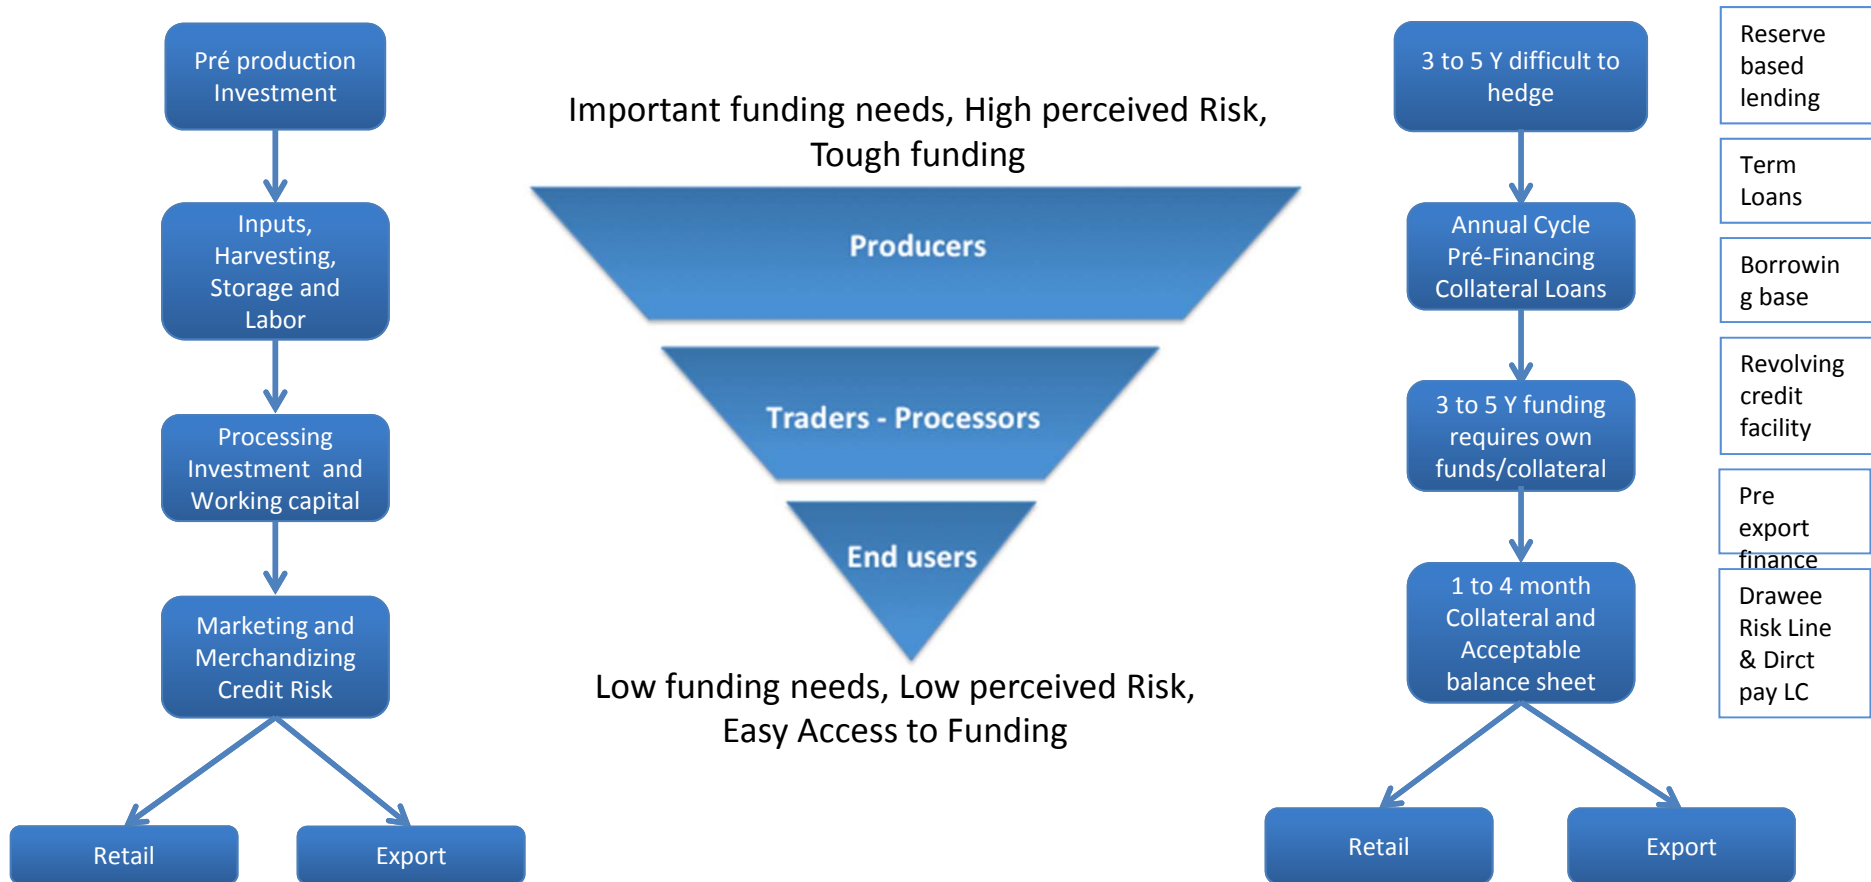 Pré production
Investment
Inputs,
Harvesting,
Storage and
Labor
Processing
Investment and
Working capital
Marketing and
Merchandizing
Credit Risk
Retail
Export
Important funding needs, High perceived Risk,
Tough funding
Producers
Traders - Processors
End users
Low funding needs, Low perceived Risk,
Easy Access to Funding
3 to 5 Y difficult to
hedge
Annual Cycle
Pré-Financing
Collateral Loans
3 to 5 Y funding
requires own
funds/collateral
1 to 4 month
Collateral and
Acceptable
balance sheet
Retail
Export
Reserve
based
lending
Term
Loans
Borrowin
g base
Revolving
credit
facility
Pre
export
finance
Drawee
Risk Line
& Dirct
pay LC